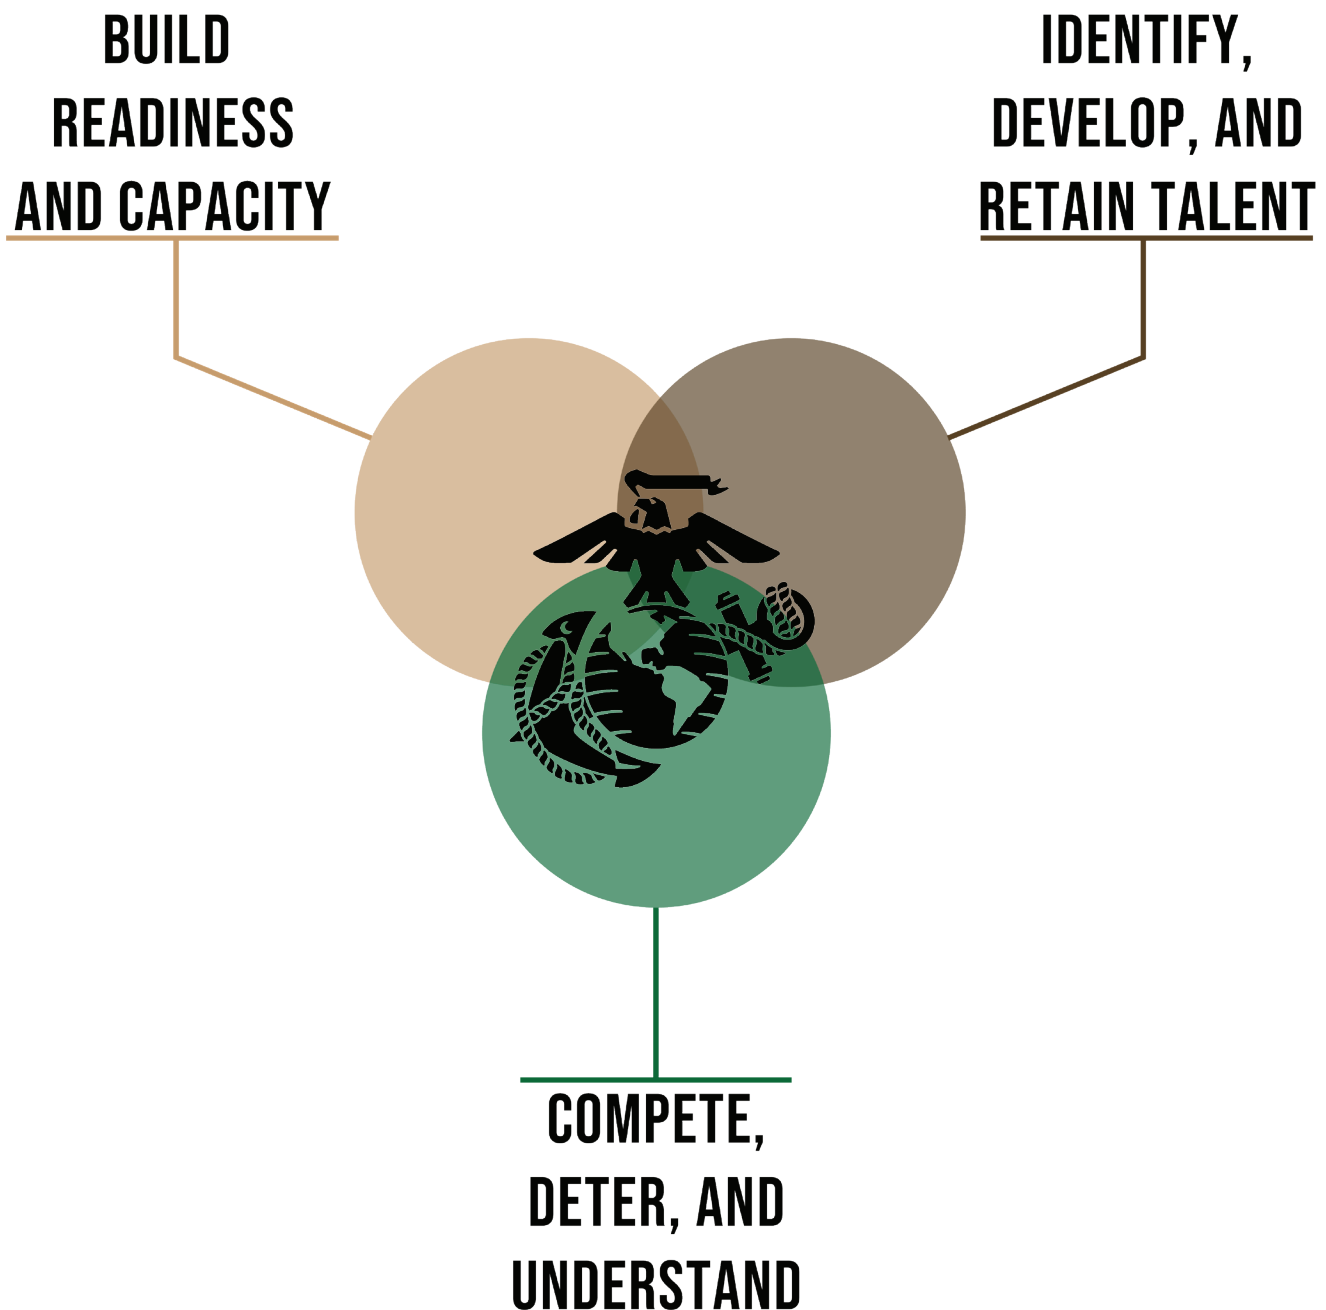 BUILD
READINESS
AND CAPACITY
IDENTIFY,
DEVELOP, AND
RETAIN TALENT
COMPETE,
DETER, AND
UNDERSTAND